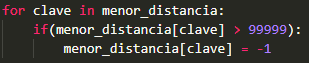 for clave in menor_distancia:
    if(menor_distancia[clave] > 99999):
        menor_distancia[clave] = -1